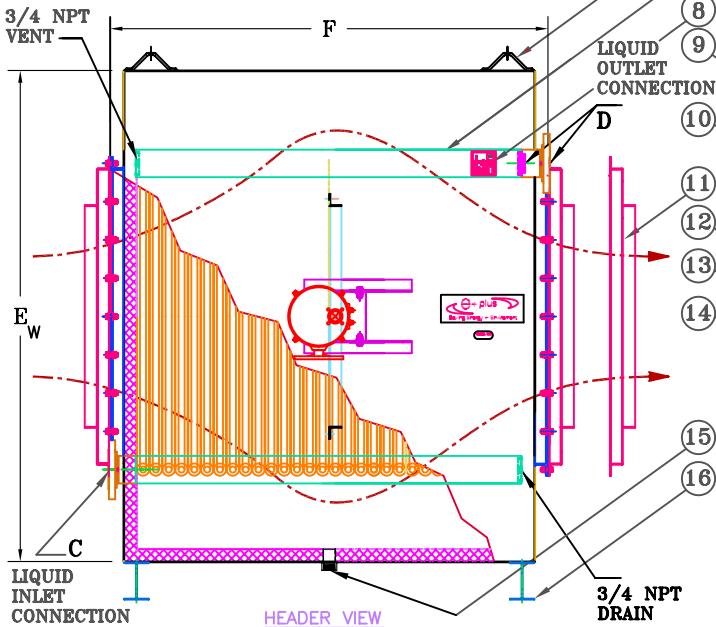 3/4 NPT
VENT
F
8
9
LIQUID
OUTLET
CONNECTION
D
10
11
12
13
14
E W
e plus
15
16
C
LIQUID
INLET
CONNECTION
3/4 NPT
DRAIN
HEADER VIEW